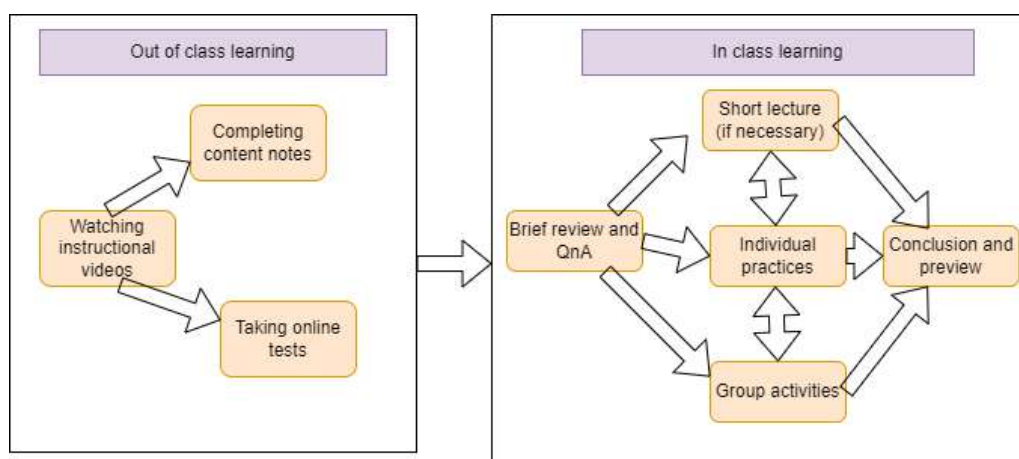 Out of class learning
Completing
content notes
Watching
instructional
videos
Taking online
tests
In class learning
Short lecture
(if necessary)
Brief review and
QnA
Individual
practices
Conclusion and
preview
Group activities